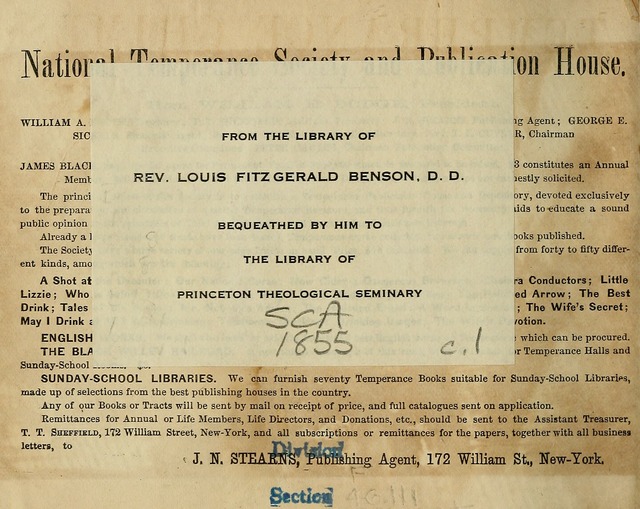 National Temperance Society and Publication House.
WILLIAM A.
g Agent; GEORGE E.
SIC
R, Chairman
JAMES BLACK
8 constitutes an Annual
Memb
estly solicited.
FROM THE LIBRARY OF
REV. LOUIS FITZ GERALD BENSON, D. D.
BEQUEATHED BY HIM TO
THE LIBRARY OF
PRINCETON THEOLOGICAL SEMINARY
SCA
1855
c.1
The princi
ory, devoted exclusively
to the prepara
aids to educate a sound
public opinion
Already a l
ooks published.
The Society
from forty to fifty differ-
ent kinds, amo
A Shot at
ra Conductors; Little
Lizzie; Who
ed Arrow; The Best
Drink; Tales
; The Wife's Secret;
May I Drink
votion.
ENGLISH
which can be procured.
THE BLA
or Temperance Halls and
Sunday-School
SUNDAY-SCHOOL LIBRARIES. We can furnish seventy Temperance Books suitable for Sunday-School Libraries,
made up of selections from the best publishing houses in the country.
Any of our Books or Tracts will be sent by mail on receipt of price, and full catalogues sent on application.
Remittances for Annual or Life Members, Life Directors, and Donations, etc., should be sent to the Assistant Treasurer,
T. T. SHEFFIELD, 172 William Street, New-York, and all subscriptions or remittances for the papers, together with all business
letters, to
Division
J. N. STEARNS, Publishing Agent, 172 William St., New-York.
Section